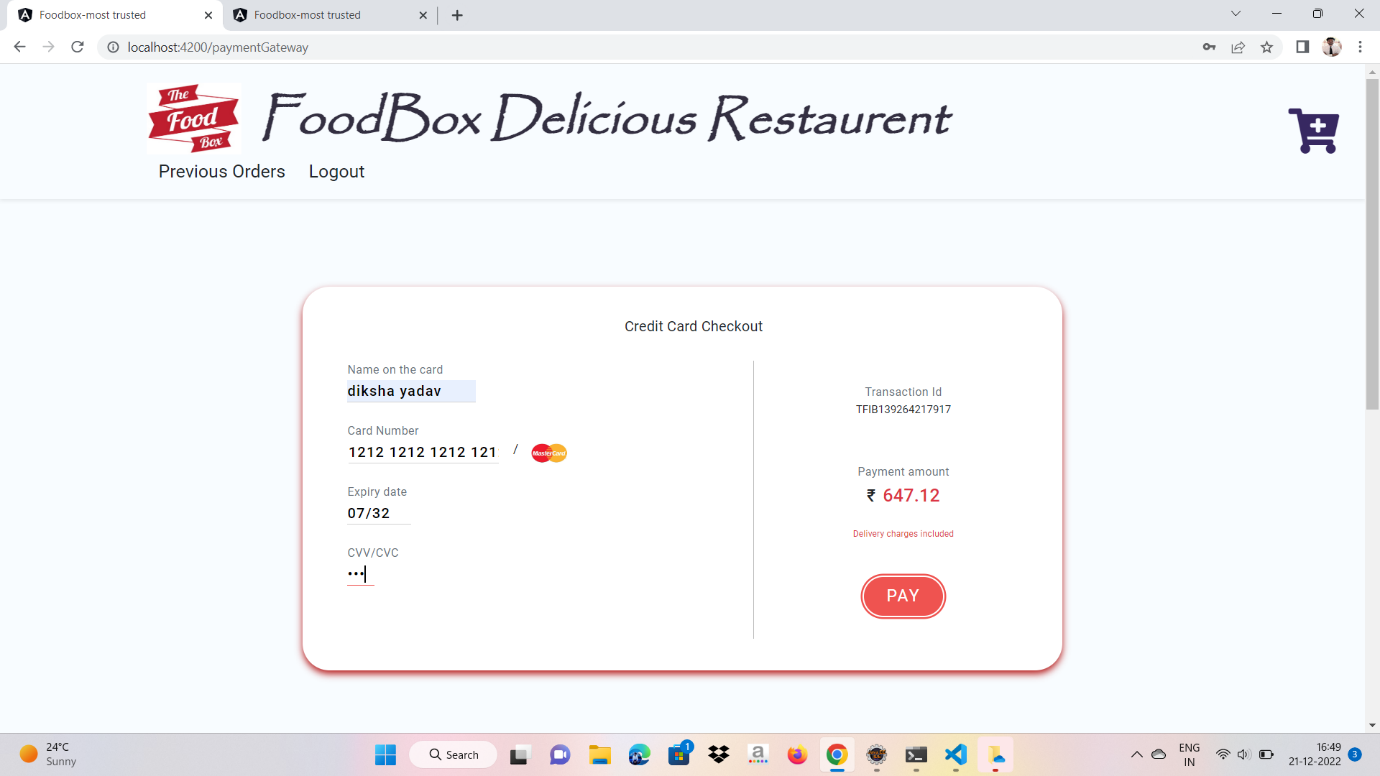 Foodbox-most trusted
Foodbox-most trusted
localhost:4200/paymentGateway
The
Food
Box
FoodBox Delicious Restaurent
Previous Orders Logout
Credit Card Checkout
Name on the card
diksha yadav
Card Number
1212 1212 1212 121 / MasterCard
Expiry date
07/32
CVV/CVC
•••
Transaction Id
TFIB139264217917
Payment amount
₹ 647.12
Delivery charges included
PAY
24°C
Sunny
Search
1
a
ENG
IN
16:49
21-12-2022
3